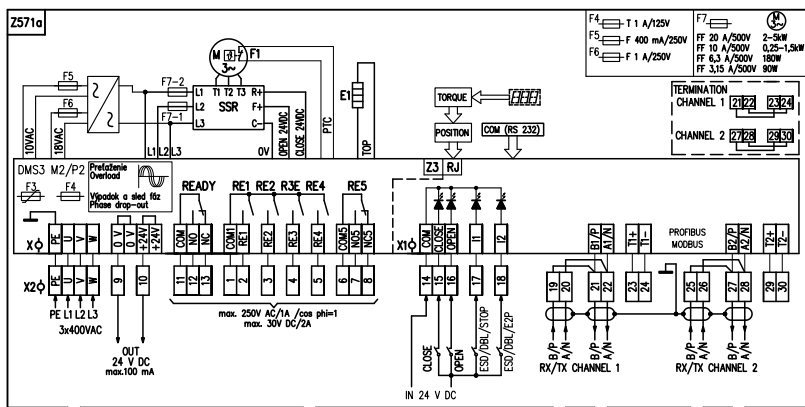 Z571a
F5
F6
10VAC
18VAC
F7-2
F7-1
L1 L2 L3
M
3~
F1
T1 T2 T3
L1
L2
L3
SSR
R+
F+
C-
0V
OPEN 24VDC
CLOSE 24VDC
PTC
E1
TOP
TORQUE
POSITION
COM (RS 232)
F4 T 1 A/125V
F5 F 400 mA/250V
F6 F 1 A/250V
F7 M 3~
FF 20 A/500V 2-5kW
FF 10 A/500V 0,25-1,5kW
FF 6,3 A/500V 180W
FF 3,15 A/500V 90W
TERMINATION
CHANNEL 1 21 22 23 24
CHANNEL 2 27 28 29 30
DMS3 M2/P2
F3
F4
Preťaženie
Overload
Výpadok a sled fáz
Phase drop-out
READY
RE1 RE2 R3E RE4
RE5
Z3 RJ
X
PE U V W
0 V 0 V
+24V +24V
COM NO NC
COM1 RE1 RE2 RE3 RE4
COM5 NO5 NC5
X1
COM CLOSE OPEN I1 I2
B1/P A1/N
T1+ T1-
PROFIBUS
MODBUS
B2/P A2/N
T2+ T2-
X2
PE U V W
9 10
11 12 13
1 2 3 4 5
6 7 8
14 15 16 17 18
19 20 21 22 23 24
25 26 27 28 29 30
PE L1 L2 L3
3x400VAC
OUT
24 V DC
max.100 mA
max. 250V AC/1A /cos phi=1
max. 30V DC/2A
CLOSE
OPEN
ESD/DBL/STOP
ESD/DBL/E2P
IN 24 V DC
B/P A/N B/P A/N
RX/TX CHANNEL 1
B/P A/N B/P A/N
RX/TX CHANNEL 2